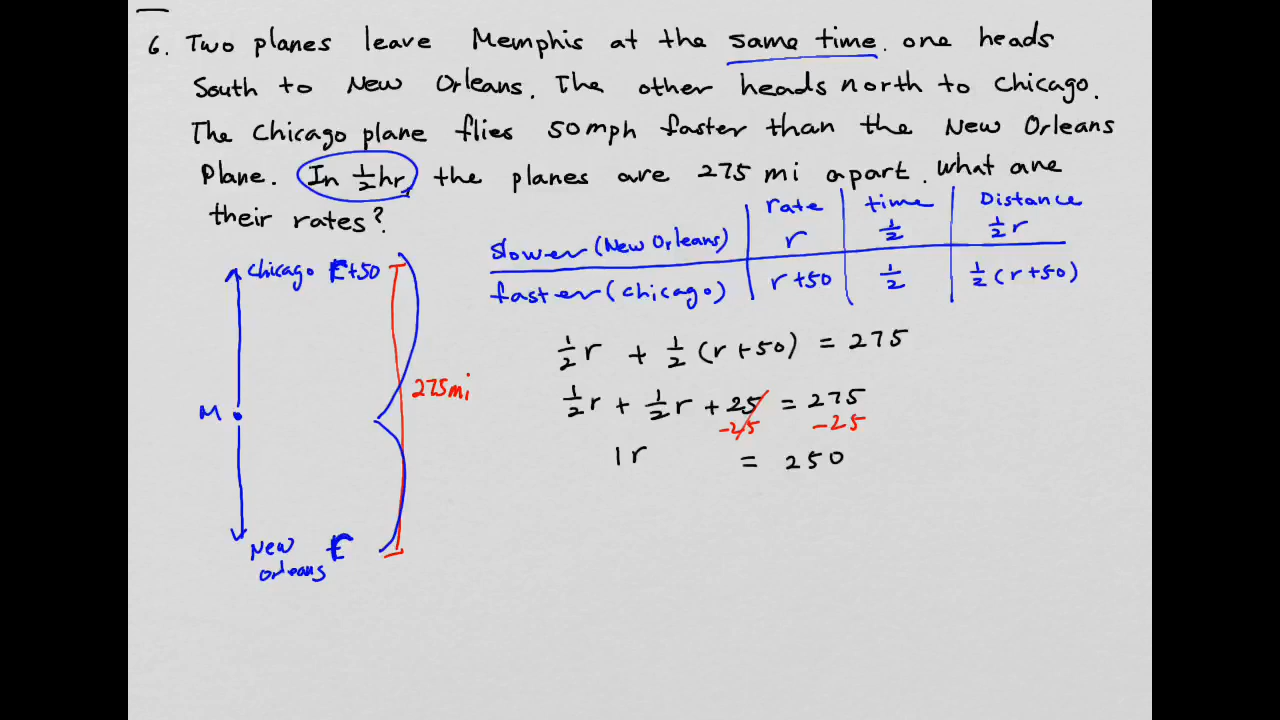 6. Two planes leave Memphis at the same time. one heads
South to New Orleans. The other heads north to Chicago.
The Chicago plane flies 50mph faster than the New Orleans
Plane. In 1/2 hr, the planes are 275 mi apart. what are
their rates?
rate time Distance
slower (New Orleans) r 1/2 1/2 r
faster (Chicago) r+50 1/2 1/2 (r+50)
Chicago r+50
M
275mi
New
Orleans r
1/2 r + 1/2 (r+50) = 275
1/2 r + 1/2 r + 25 = 275
-25 -25
1r = 250